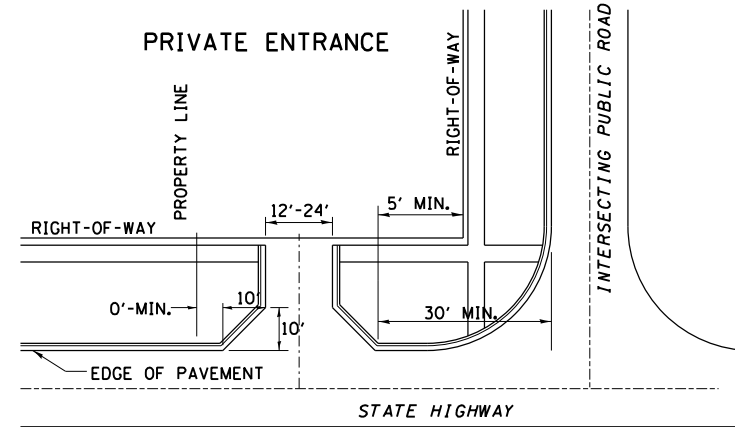 PRIVATE ENTRANCE
PROPERTY LINE
RIGHT-OF-WAY
INTERSECTING PUBLIC ROAD
12'-24'
5' MIN.
RIGHT-OF-WAY
0'-MIN.
10'
10'
30' MIN.
EDGE OF PAVEMENT
STATE HIGHWAY